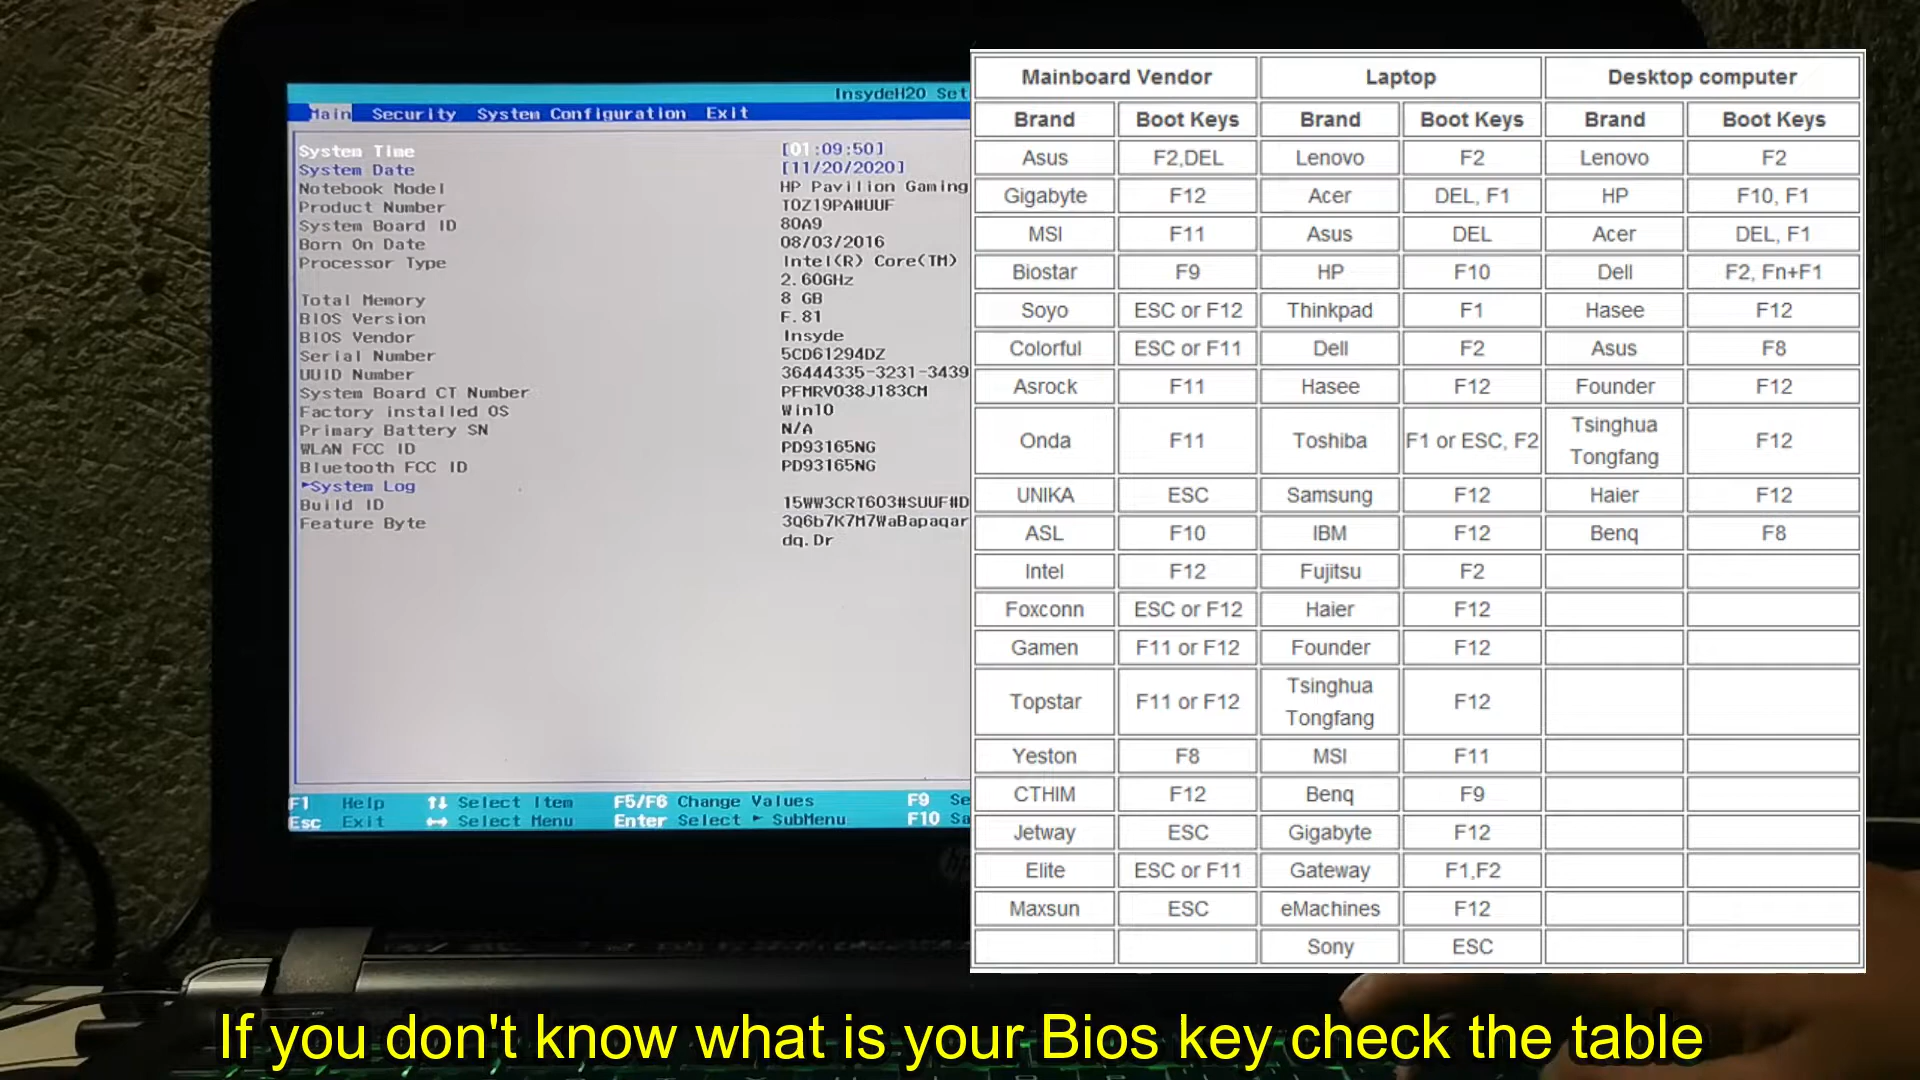 InsydeH20 Set
Main Security System Configuration Exit
System Time [01:09:50]
System Date [11/20/2020]
Notebook Model HP Pavilion Gaming
Product Number T0Z19PA#UUF
System Board ID 80A9
Born On Date 08/03/2016
Processor Type Intel(R) Core(TM)
2.60GHz
Total Memory 8 GB
BIOS Version F.81
BIOS Vendor Insyde
Serial Number 5CD61294DZ
UUID Number 36444335-3231-3439
System Board CT Number PFMRV038J183CM
Factory installed OS Win10
Primary Battery SN N/A
WLAN FCC ID PD93165NG
Bluetooth FCC ID PD93165NG
►System Log
Build ID 15WW3CRT603#SUUF#D
Feature Byte 3Q6b7K7M7WaBapaqar
dq.Dr
F1 Help ↑↓ Select Item F5/F6 Change Values F9 Se
Esc Exit ↔ Select Menu Enter Select ► SubMenu F10 Sa
Mainboard Vendor Laptop Desktop computer
Brand Boot Keys Brand Boot Keys Brand Boot Keys
Asus F2,DEL Lenovo F2 Lenovo F2
Gigabyte F12 Acer DEL, F1 HP F10, F1
MSI F11 Asus DEL Acer DEL, F1
Biostar F9 HP F10 Dell F2, Fn+F1
Soyo ESC or F12 Thinkpad F1 Hasee F12
Colorful ESC or F11 Dell F2 Asus F8
Asrock F11 Hasee F12 Founder F12
Onda F11 Toshiba F1 or ESC, F2 Tsinghua Tongfang F12
UNIKA ESC Samsung F12 Haier F12
ASL F10 IBM F12 Benq F8
Intel F12 Fujitsu F2
Foxconn ESC or F12 Haier F12
Gamen F11 or F12 Founder F12
Topstar F11 or F12 Tsinghua Tongfang F12
Yeston F8 MSI F11
CTHIM F12 Benq F9
Jetway ESC Gigabyte F12
Elite ESC or F11 Gateway F1,F2
Maxsun ESC eMachines F12
Sony ESC
If you don't know what is your Bios key check the table